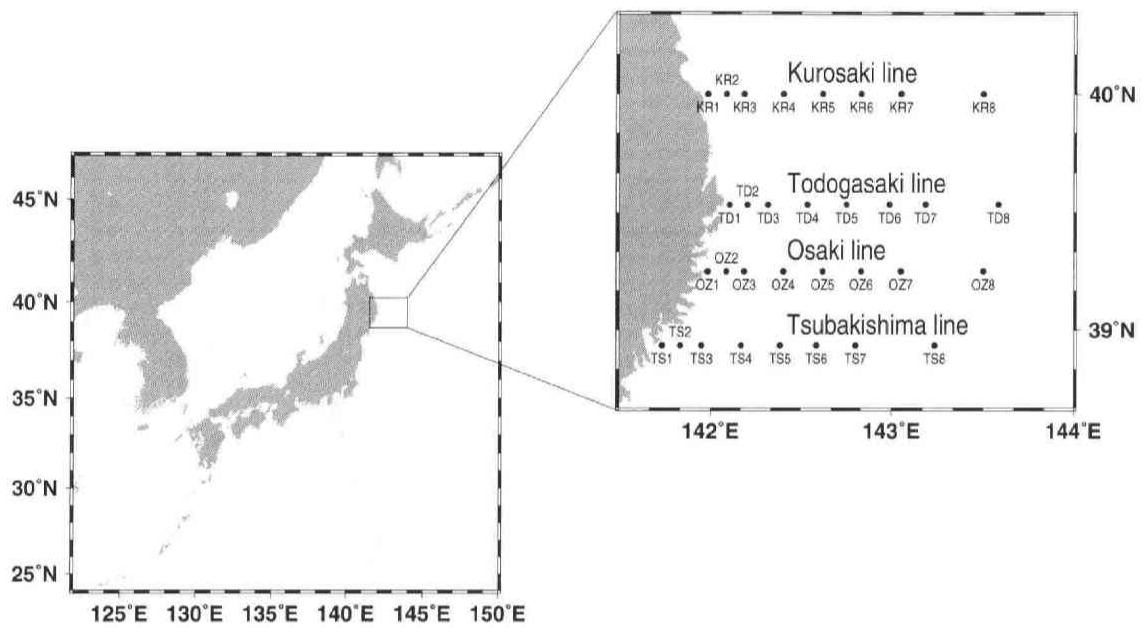 45°N
40°N
35°N
30°N
25°N
125°E 130°E 135°E 140°E 145°E 150°E
Kurosaki line
KR2
KR1 KR3 KR4 KR5 KR6 KR7 KR8
40°N
Todogasaki line
TD2
TD1 TD3 TD4 TD5 TD6 TD7 TD8
Osaki line
OZ2
OZ1 OZ3 OZ4 OZ5 OZ6 OZ7 OZ8
Tsubakishima line
39°N
TS2
TS1 TS3 TS4 TS5 TS6 TS7 TS8
142°E 143°E 144°E